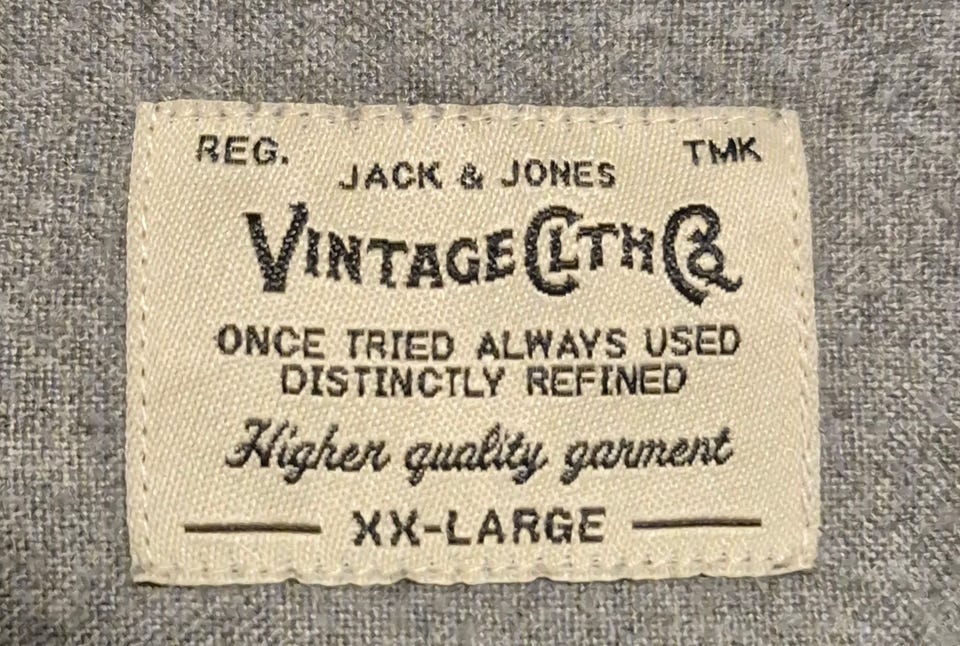 REG. TMK
JACK & JONES
VINTAGE CLTH CO
ONCE TRIED ALWAYS USED
DISTINCTLY REFINED
Higher quality garment
XX-LARGE